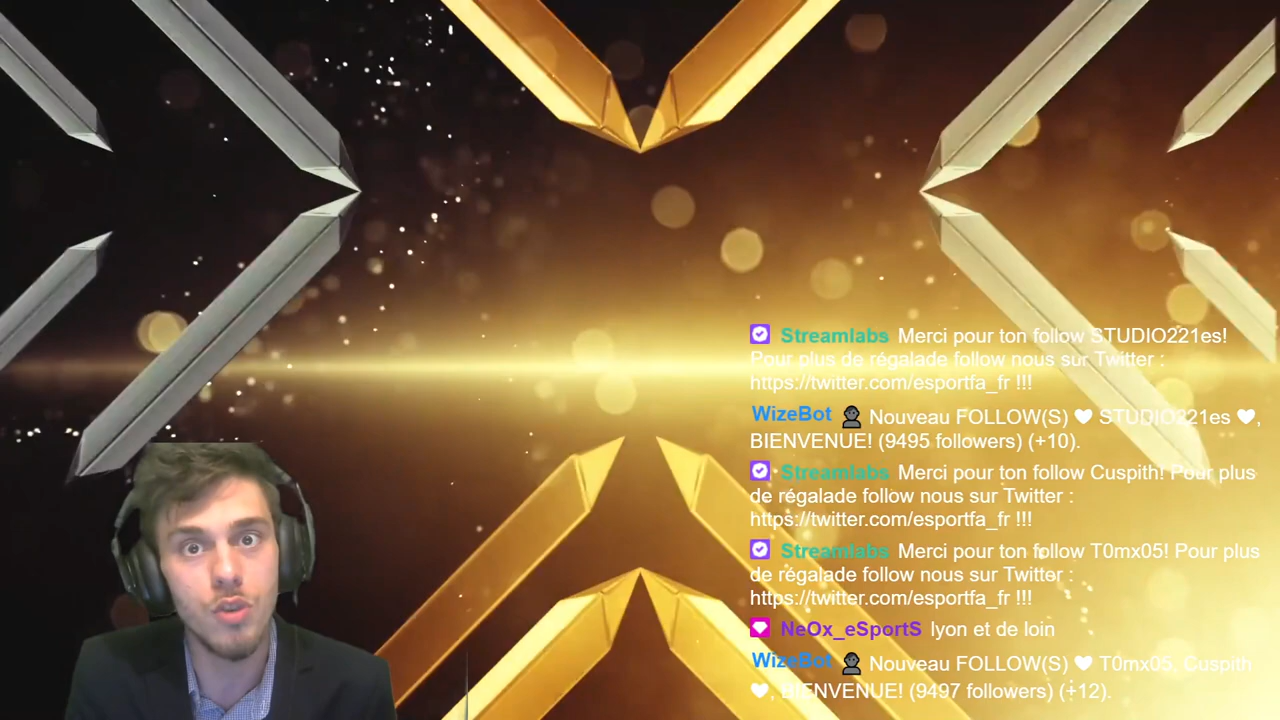 Streamlabs Merci pour ton follow STUDIO221es!
Pour plus de régalade follow nous sur Twitter :
https://twitter.com/esportfa_fr !!!
WizeBot Nouveau FOLLOW(S) ♥ STUDIO221es ♥,
BIENVENUE! (9495 followers) (+10).
Streamlabs Merci pour ton follow Cuspith! Pour plus
de régalade follow nous sur Twitter :
https://twitter.com/esportfa_fr !!!
Streamlabs Merci pour ton follow T0mx05! Pour plus
de régalade follow nous sur Twitter :
https://twitter.com/esportfa_fr !!!
NeOx_eSportS lyon et de loin
WizeBot Nouveau FOLLOW(S) ♥ T0mx05, Cuspith
♥, BIENVENUE! (9497 followers) (+12).